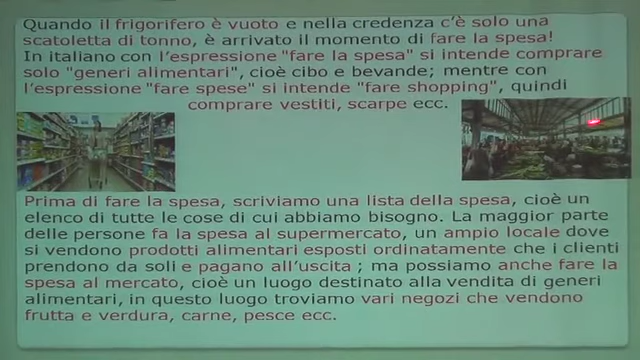 Quando il frigorifero è vuoto e nella credenza c'è solo una
scatoletta di tonno, è arrivato il momento di fare la spesa!
In italiano con l'espressione "fare la spesa" si intende comprare
solo "generi alimentari", cioè cibo e bevande; mentre con
l'espressione "fare spese" si intende "fare shopping", quindi
comprare vestiti, scarpe ecc.
Prima di fare la spesa, scriviamo una lista della spesa, cioè un
elenco di tutte le cose di cui abbiamo bisogno. La maggior parte
delle persone fa la spesa al supermercato, un ampio locale dove
si vendono prodotti alimentari esposti ordinatamente che i clienti
prendono da soli e pagano all'uscita ; ma possiamo anche fare la
spesa al mercato, cioè un luogo destinato alla vendita di generi
alimentari, in questo luogo troviamo vari negozi che vendono
frutta e verdura, carne, pesce ecc.